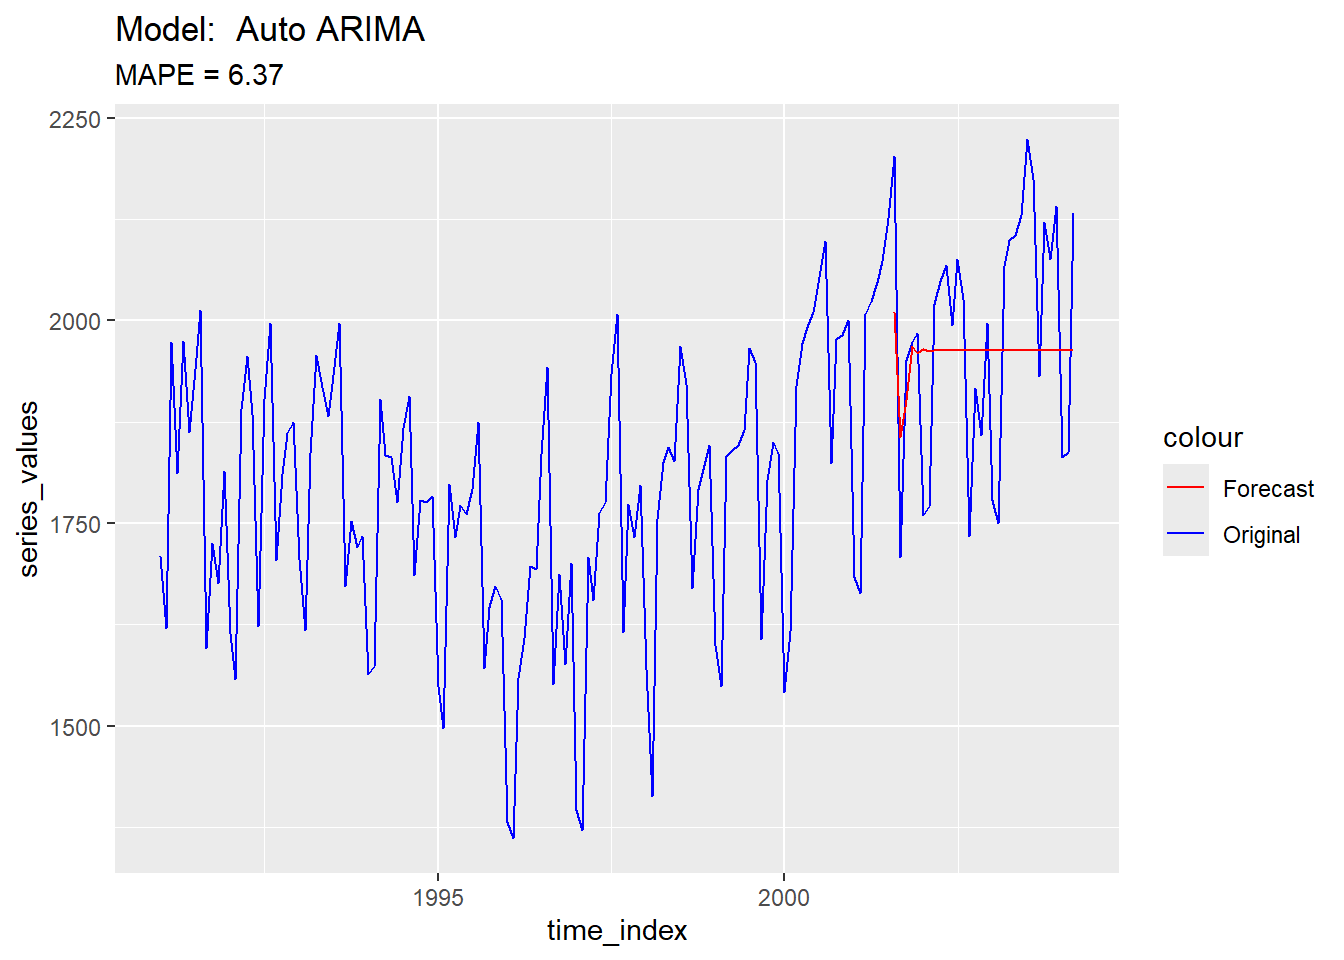 Model:  Auto ARIMA
MAPE = 6.37
2250
2000
1750
1500
series_values
1995
2000
time_index
colour
Forecast
Original